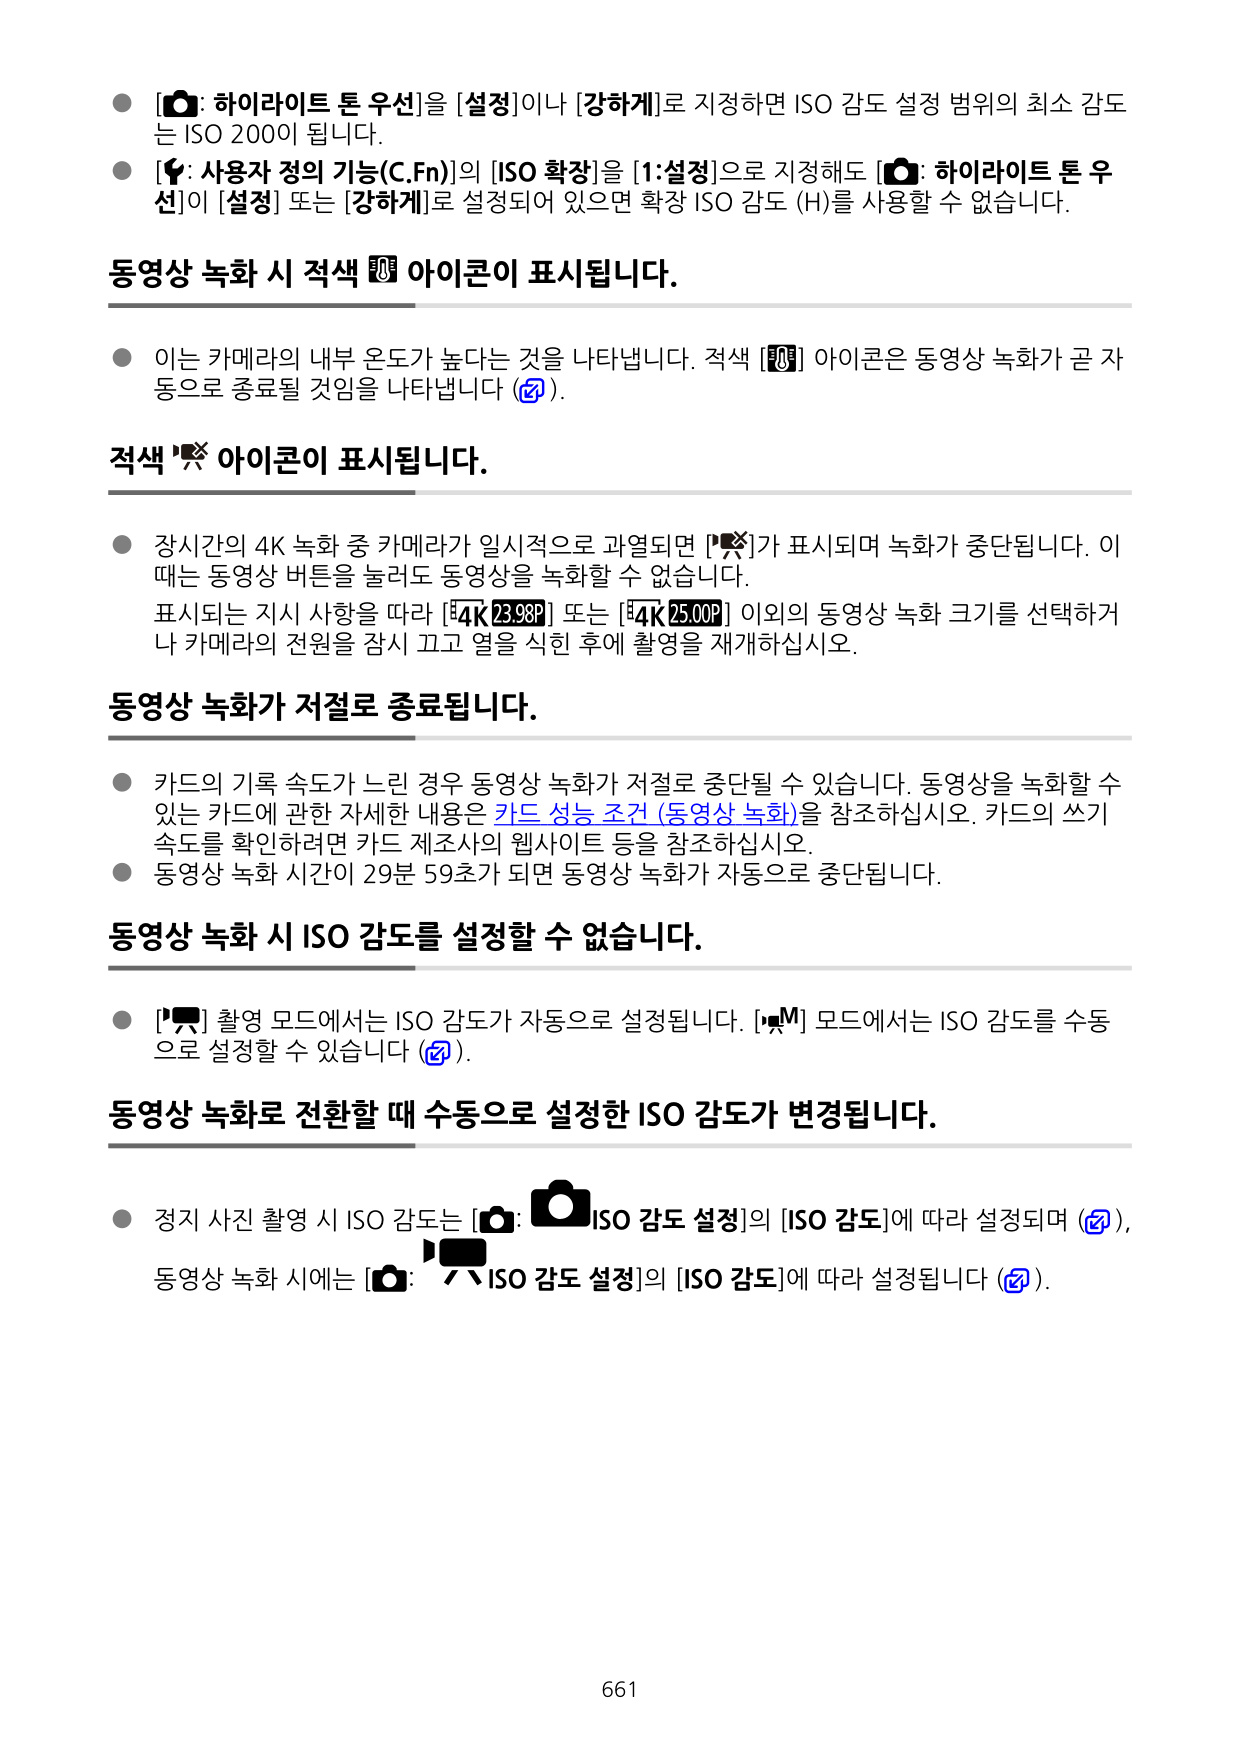 [: 하이라이트 톤 우선]을 [설정]이나 [강하게]로 지정하면 ISO 감도 설정 범위의 최소 감도
는 ISO 200이 됩니다.
[: 사용자 정의 기능(C.Fn)]의 [ISO 확장]을 [1:설정]으로 지정해도 [: 하이라이트 톤 우
선]이 [설정] 또는 [강하게]로 설정되어 있으면 확장 ISO 감도 (H)를 사용할 수 없습니다.
동영상 녹화 시 적색 아이콘이 표시됩니다.
이는 카메라의 내부 온도가 높다는 것을 나타냅니다. 적색 [] 아이콘은 동영상 녹화가 곧 자
동으로 종료될 것임을 나타냅니다 ().
적색 아이콘이 표시됩니다.
장시간의 4K 녹화 중 카메라가 일시적으로 과열되면 []가 표시되며 녹화가 중단됩니다. 이
때는 동영상 버튼을 눌러도 동영상을 녹화할 수 없습니다.
표시되는 지시 사항을 따라 [4K 23.98P] 또는 [4K 25.00P] 이외의 동영상 녹화 크기를 선택하거
나 카메라의 전원을 잠시 끄고 열을 식힌 후에 촬영을 재개하십시오.
동영상 녹화가 저절로 종료됩니다.
카드의 기록 속도가 느린 경우 동영상 녹화가 저절로 중단될 수 있습니다. 동영상을 녹화할 수
있는 카드에 관한 자세한 내용은 카드 성능 조건 (동영상 녹화)을 참조하십시오. 카드의 쓰기
속도를 확인하려면 카드 제조사의 웹사이트 등을 참조하십시오.
동영상 녹화 시간이 29분 59초가 되면 동영상 녹화가 자동으로 중단됩니다.
동영상 녹화 시 ISO 감도를 설정할 수 없습니다.
[] 촬영 모드에서는 ISO 감도가 자동으로 설정됩니다. [M] 모드에서는 ISO 감도를 수동
으로 설정할 수 있습니다 ().
동영상 녹화로 전환할 때 수동으로 설정한 ISO 감도가 변경됩니다.
정지 사진 촬영 시 ISO 감도는 [: ISO 감도 설정]의 [ISO 감도]에 따라 설정되며 (),
동영상 녹화 시에는 [: ISO 감도 설정]의 [ISO 감도]에 따라 설정됩니다 ().
661